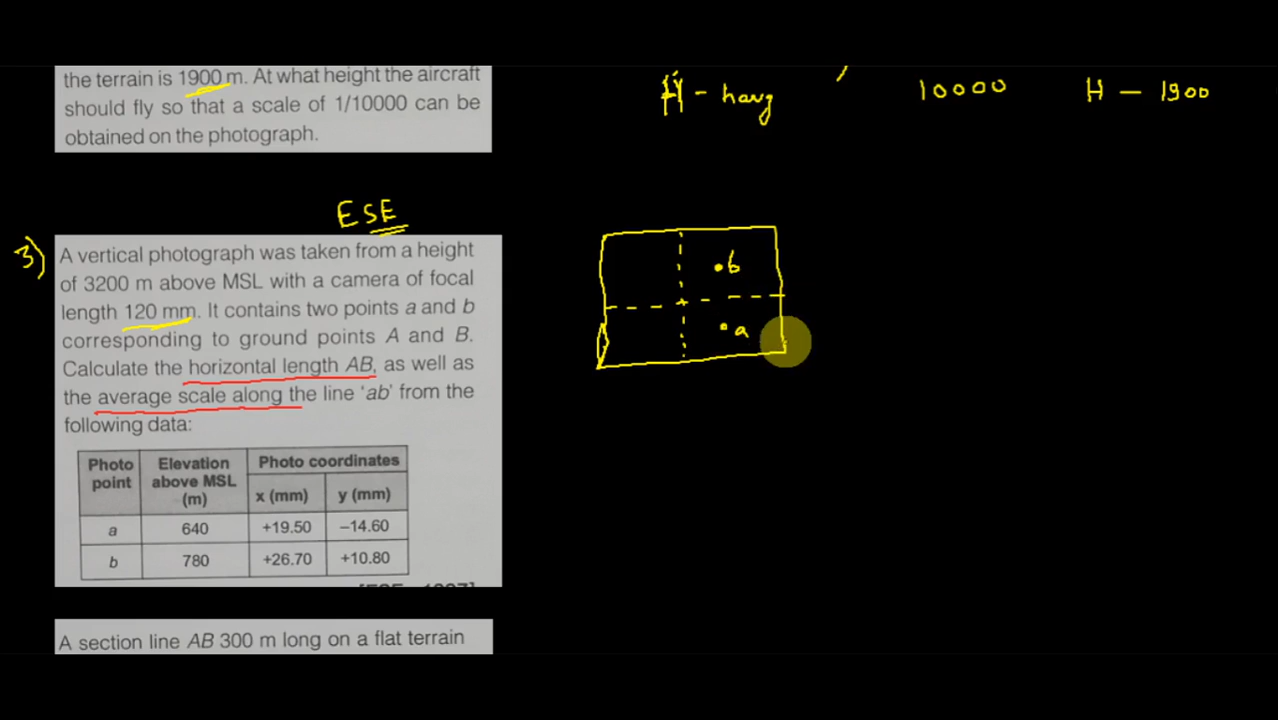 the terrain is 1900 m. At what height the aircraft
should fly so that a scale of 1/10000 can be
obtained on the photograph.
H - havg
10000
H - 1900
ESE
3)
A vertical photograph was taken from a height
of 3200 m above MSL with a camera of focal
length 120 mm. It contains two points a and b
corresponding to ground points A and B.
Calculate the horizontal length AB, as well as
the average scale along the line 'ab' from the
following data:
Photo point Elevation above MSL (m) Photo coordinates
x (mm) y (mm)
a 640 +19.50 –14.60
b 780 +26.70 +10.80
b
a
A section line AB 300 m long on a flat terrain